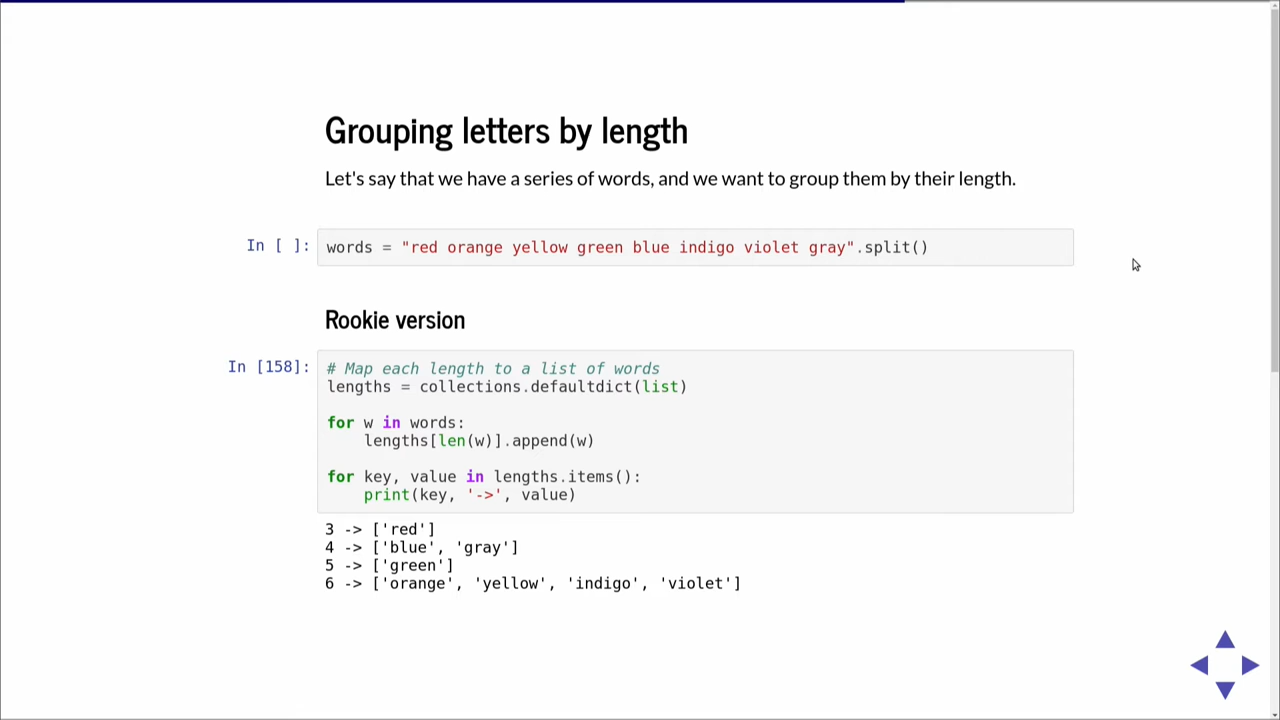 Grouping letters by length
Let's say that we have a series of words, and we want to group them by their length.
In [ ]: words = "red orange yellow green blue indigo violet gray".split()
Rookie version
In [158]: # Map each length to a list of words
lengths = collections.defaultdict(list)
for w in words:
    lengths[len(w)].append(w)
for key, value in lengths.items():
    print(key, '->', value)
3 -> ['red']
4 -> ['blue', 'gray']
5 -> ['green']
6 -> ['orange', 'yellow', 'indigo', 'violet']